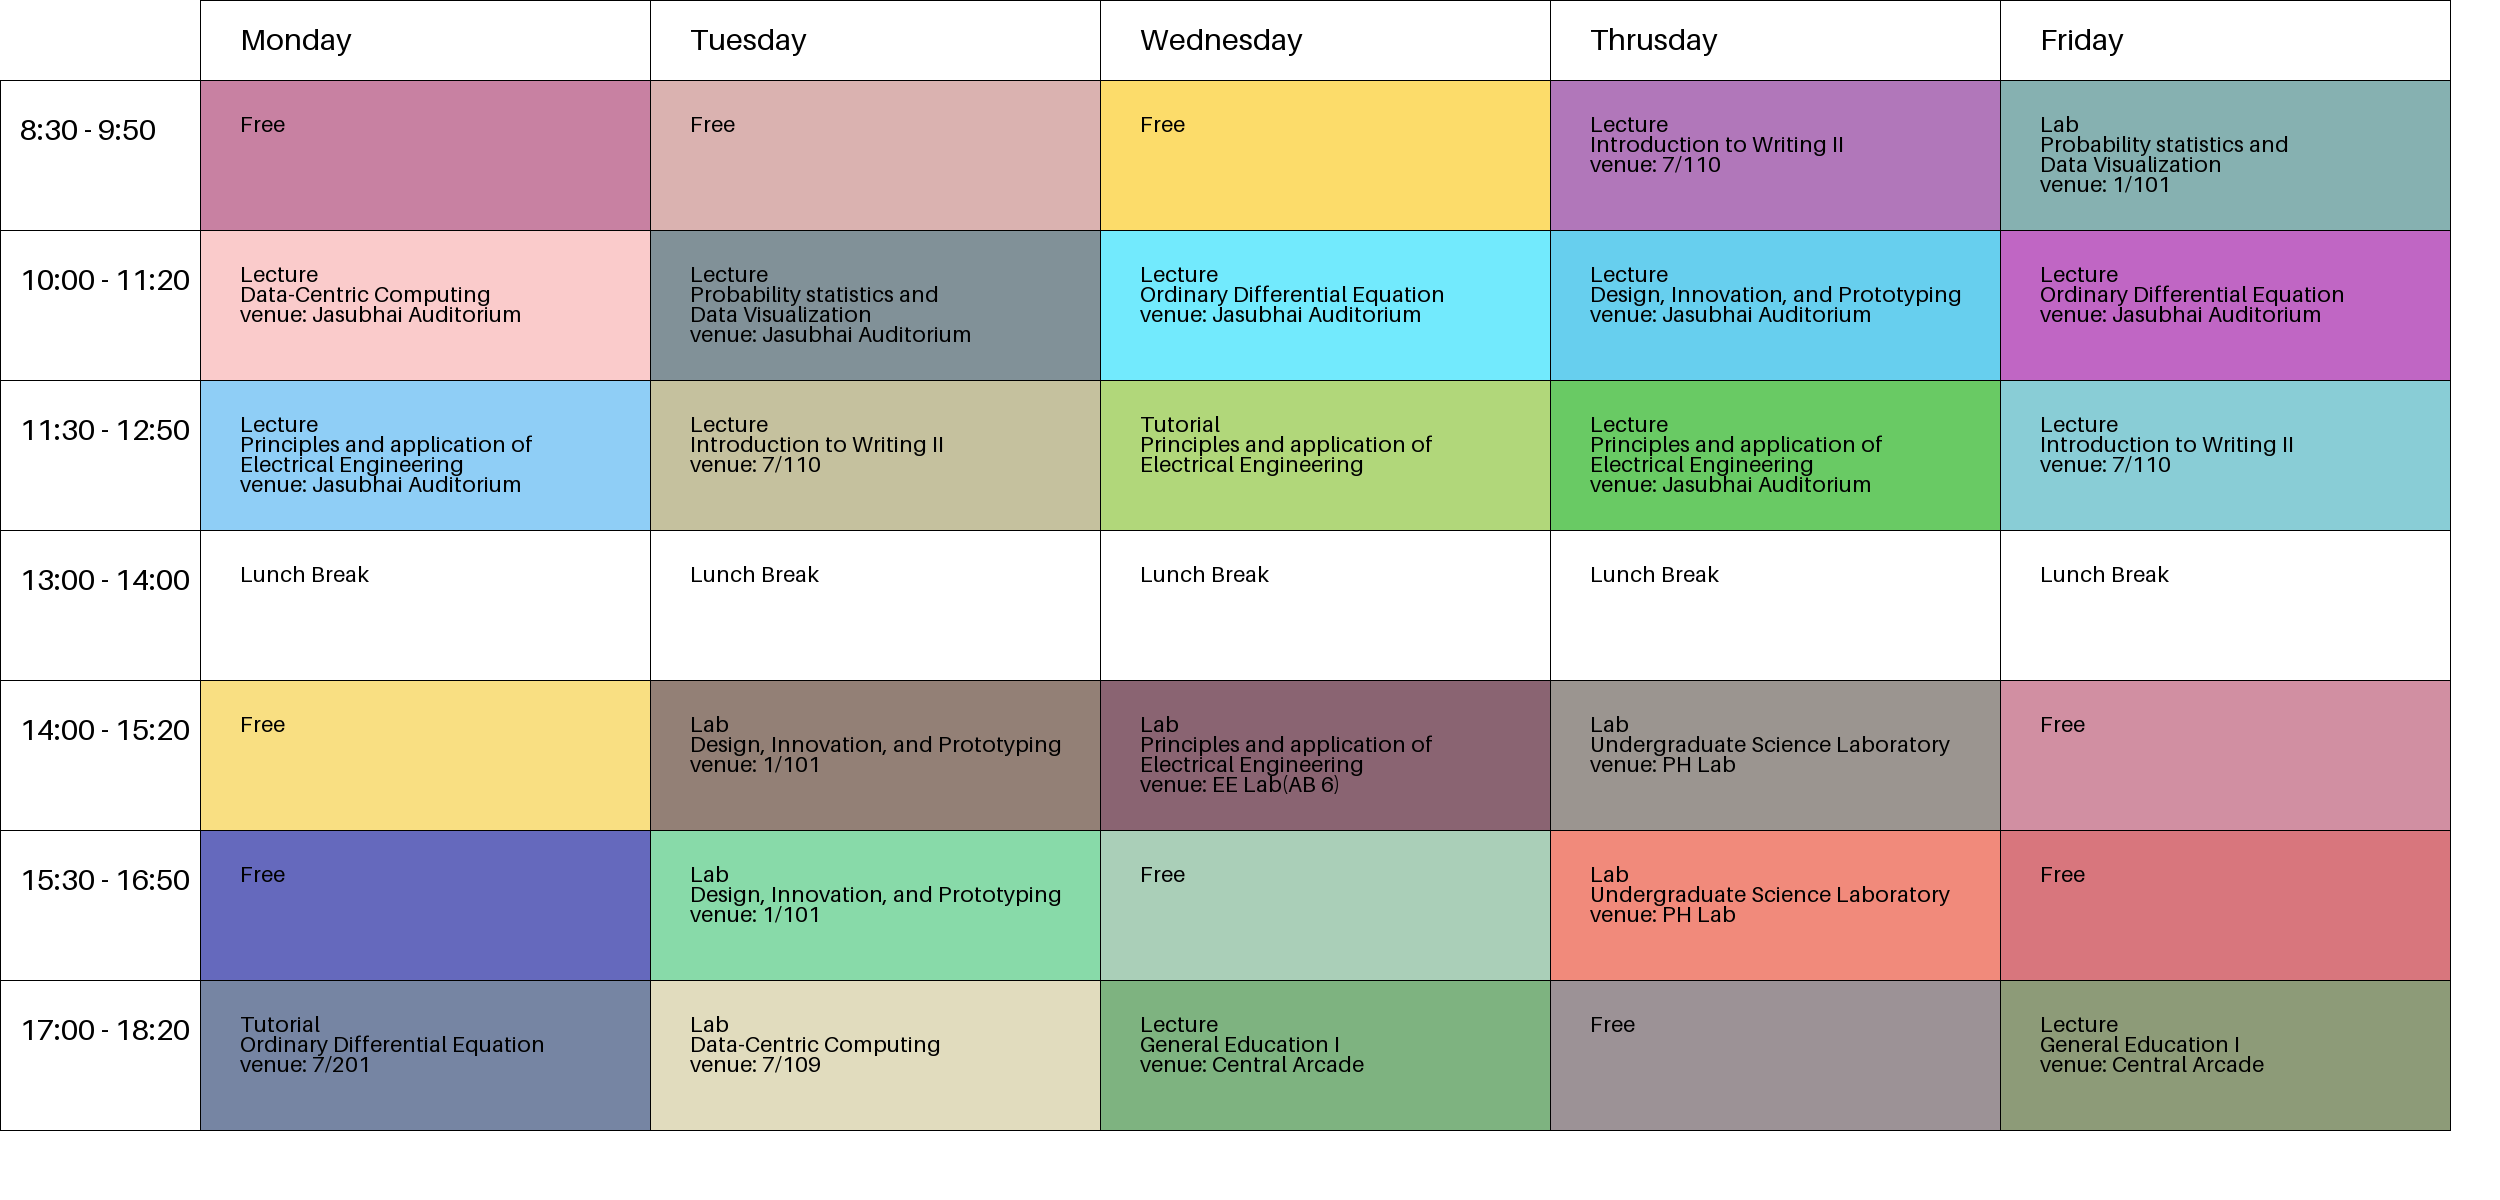 Monday
Tuesday
Wednesday
Thrusday
Friday
8:30 - 9:50
Free
Free
Free
Lecture
Introduction to Writing II
venue: 7/110
Lab
Probability statistics and
Data Visualization
venue: 1/101
10:00 - 11:20
Lecture
Data-Centric Computing
venue: Jasubhai Auditorium
Lecture
Probability statistics and
Data Visualization
venue: Jasubhai Auditorium
Lecture
Ordinary Differential Equation
venue: Jasubhai Auditorium
Lecture
Design, Innovation, and Prototyping
venue: Jasubhai Auditorium
Lecture
Ordinary Differential Equation
venue: Jasubhai Auditorium
11:30 - 12:50
Lecture
Principles and application of
Electrical Engineering
venue: Jasubhai Auditorium
Lecture
Introduction to Writing II
venue: 7/110
Tutorial
Principles and application of
Electrical Engineering
Lecture
Principles and application of
Electrical Engineering
venue: Jasubhai Auditorium
Lecture
Introduction to Writing II
venue: 7/110
13:00 - 14:00
Lunch Break
Lunch Break
Lunch Break
Lunch Break
Lunch Break
14:00 - 15:20
Free
Lab
Design, Innovation, and Prototyping
venue: 1/101
Lab
Principles and application of
Electrical Engineering
venue: EE Lab(AB 6)
Lab
Undergraduate Science Laboratory
venue: PH Lab
Free
15:30 - 16:50
Free
Lab
Design, Innovation, and Prototyping
venue: 1/101
Free
Lab
Undergraduate Science Laboratory
venue: PH Lab
Free
17:00 - 18:20
Tutorial
Ordinary Differential Equation
venue: 7/201
Lab
Data-Centric Computing
venue: 7/109
Lecture
General Education I
venue: Central Arcade
Free
Lecture
General Education I
venue: Central Arcade